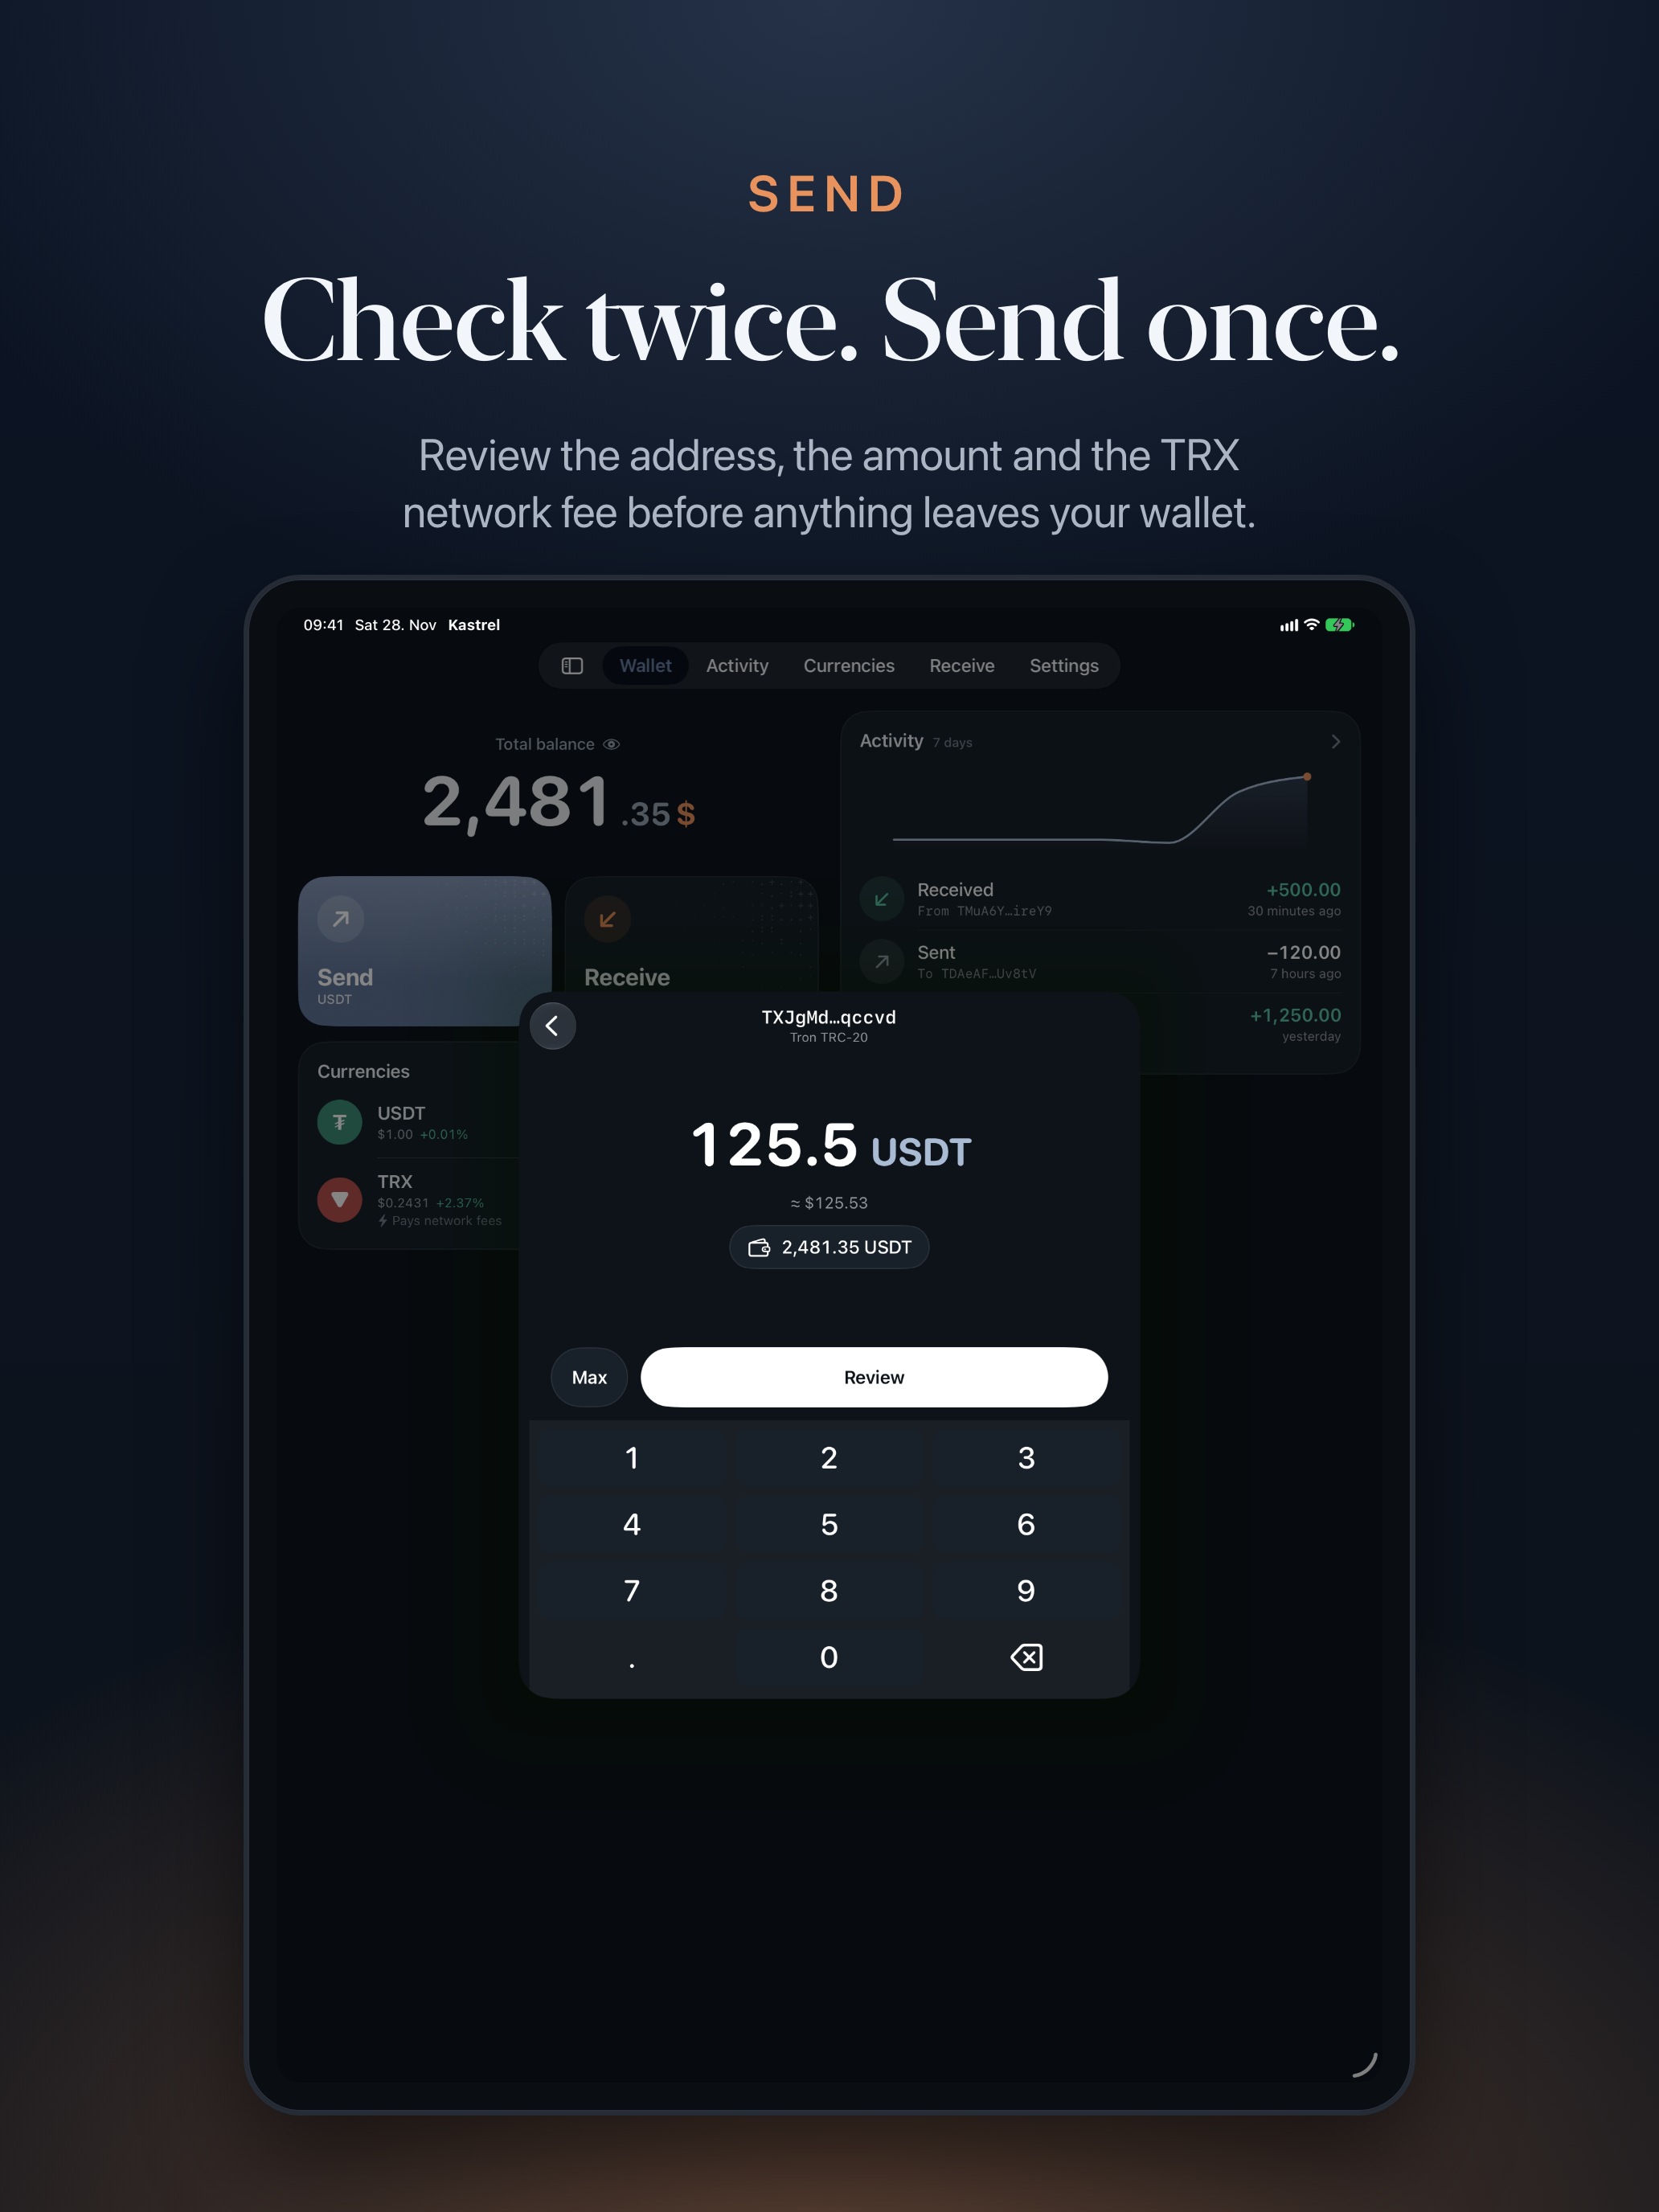 SEND
Check twice. Send once.
Review the address, the amount and the TRX
network fee before anything leaves your wallet.
09:41 Sat 28. Nov Kastrel
Wallet Activity Currencies Receive Settings
Total balance
2,481.35$
Activity 7 days
Received +500.00
From TMuA6Y…ireY9 30 minutes ago
Sent −120.00
To TDAeAF…Uv8tV 7 hours ago
+1,250.00
yesterday
Send
USDT
Receive
Currencies
USDT
$1.00 +0.01%
TRX
$0.2431 +2.37%
Pays network fees
TXJgMd…qccvd
Tron TRC-20
125.5 USDT
≈ $125.53
2,481.35 USDT
Max Review
1 2 3
4 5 6
7 8 9
. 0